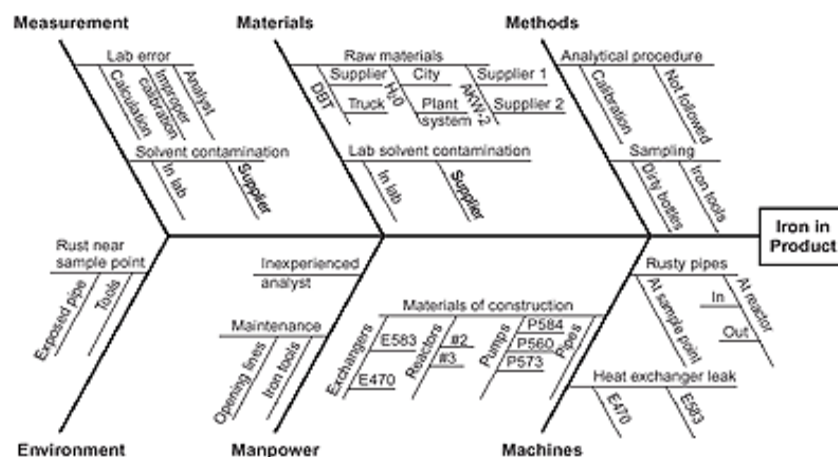 Measurement
Materials
Methods
Lab error
Calculation
Improper
calibration
Analyst
Solvent contamination
In lab
Supplier
Raw materials
DBT
Supplier
Truck
H20
City
Plant
system
AKW-2
Supplier 1
Supplier 2
Lab solvent contamination
In lab
Supplier
Analytical procedure
Calibration
Not followed
Sampling
Dirty bottles
Iron tools
Iron in
Product
Rust near
sample point
Exposed pipe
Tools
Inexperienced
analyst
Maintenance
Opening lines
Iron tools
Materials of construction
Exchangers
E583
E470
Reactors
#2
#3
Pumps
P584
P560
P573
Pipes
Rusty pipes
At sample point
At reactor
In
Out
Heat exchanger leak
E470
E583
Environment
Manpower
Machines